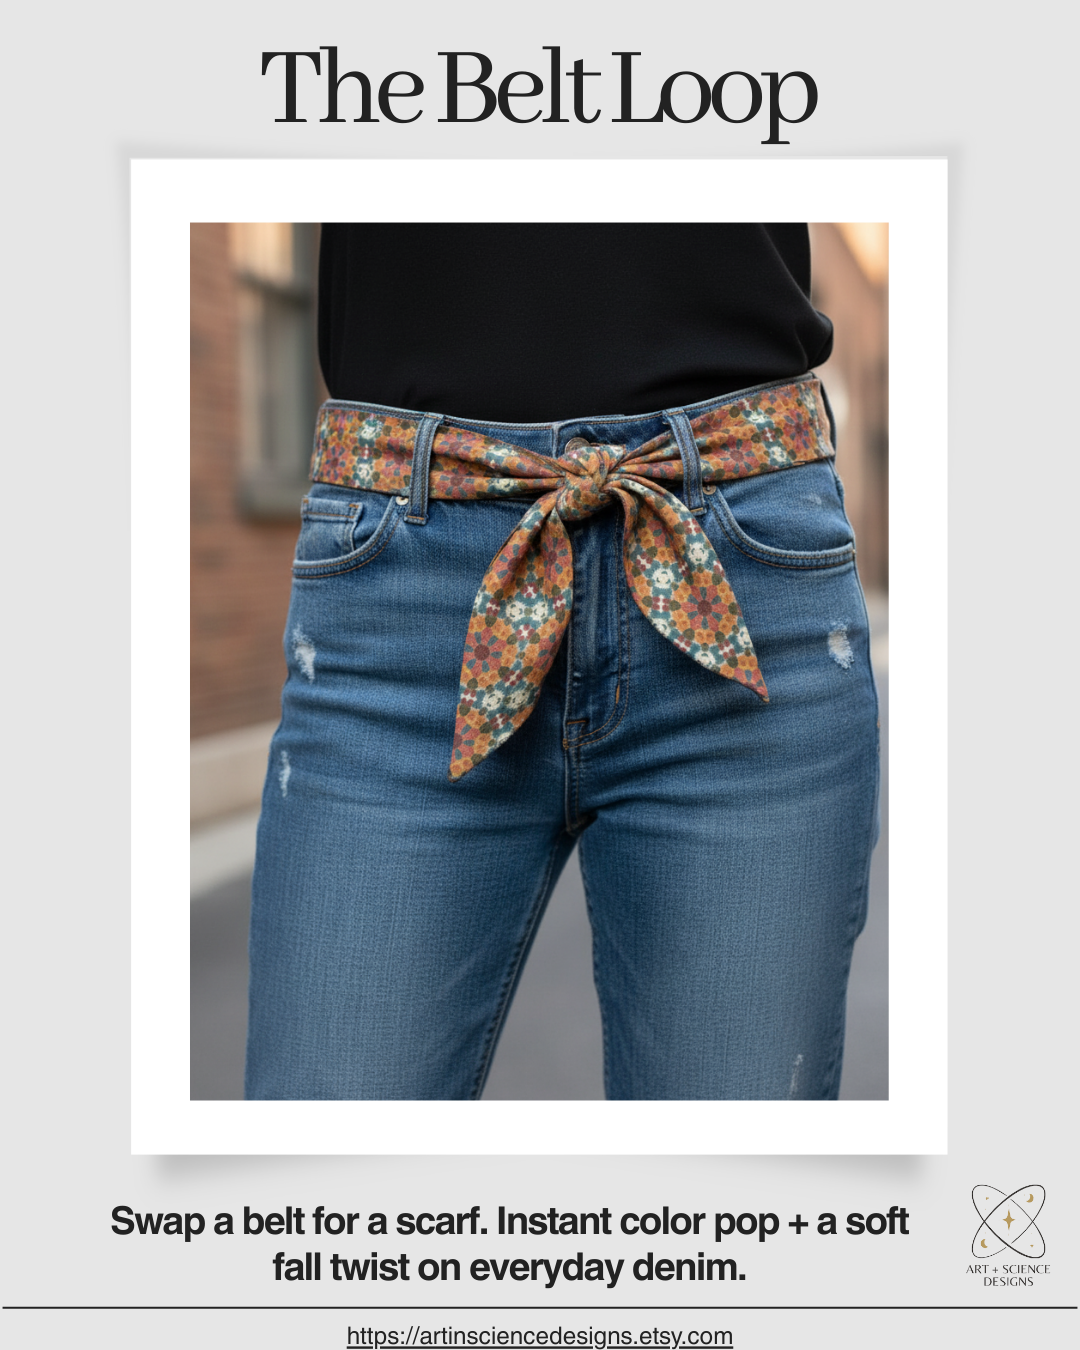 The Belt Loop
Swap a belt for a scarf. Instant color pop + a soft
fall twist on everyday denim.
ART + SCIENCE
DESIGNS
https://artinsciencedesigns.etsy.com